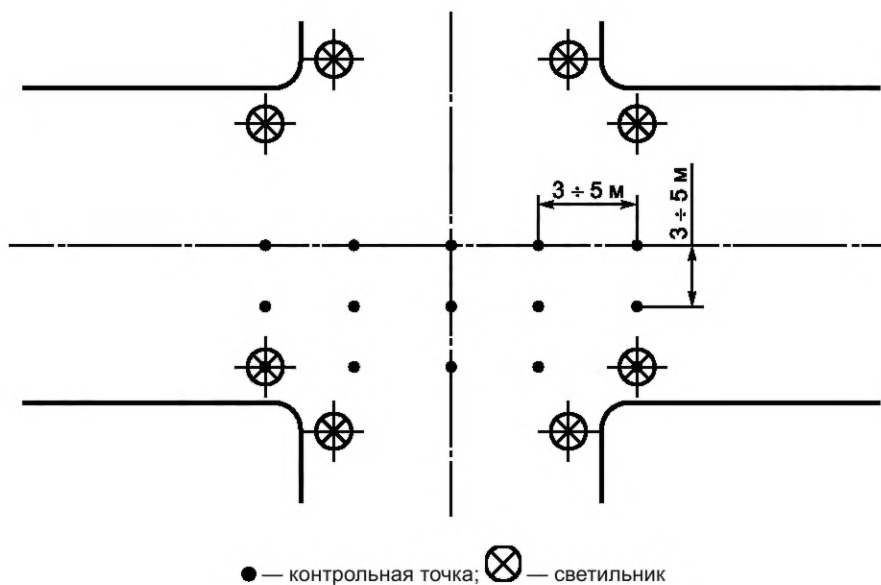 3 ÷ 5 м
3 ÷ 5 м
— контрольная точка;
— светильник